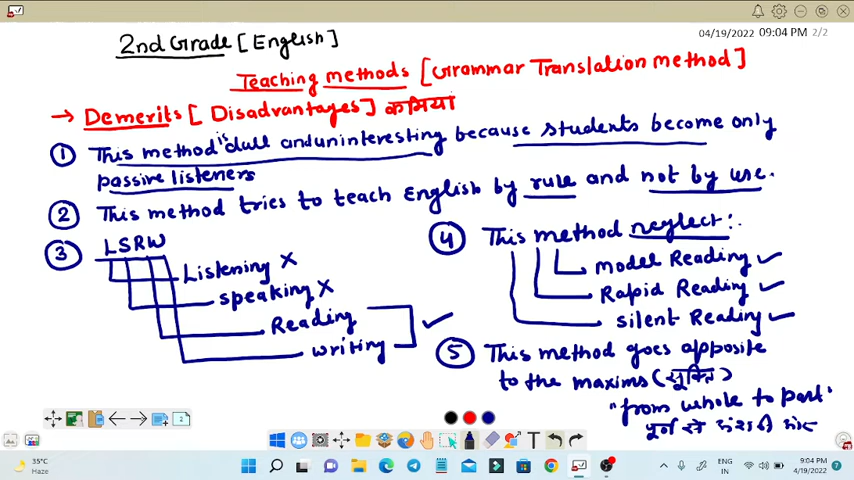 04/19/2022 09:04 PM 2/2
2nd Grade [English]
Teaching methods [Grammar Translation method]
→ Demerits [Disadvantages] कमियां
① This method is dull and uninteresting because students become only
passive listeners
② This method tries to teach English by rule and not by use.
③ LSRW
Listening X
speaking X
Reading
writing ✓
④ This method neglect:.
model Reading ✓
Rapid Reading ✓
silent Reading ✓
⑤ This method goes opposite
to the maxims
"from whole to part"
पूर्ण से की
2
T
35°C
Haze
ENG
IN
9:04 PM
4/19/2022